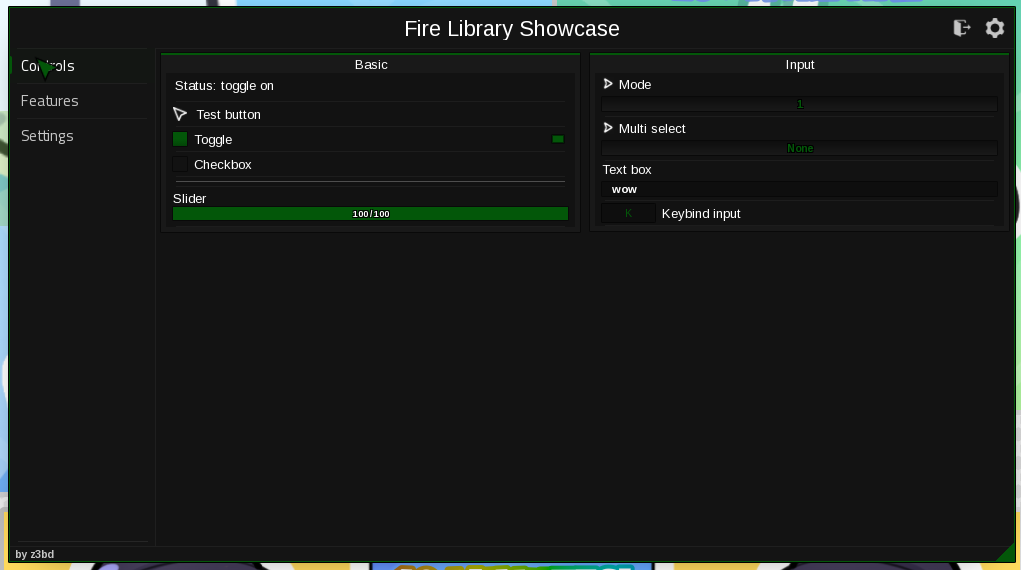 Fire Library Showcase
Controls
Features
Settings
Basic
Status: toggle on
Test button
Toggle
Checkbox
Slider
100/100
Input
Mode
1
Multi select
None
Text box
wow
K
Keybind input
by z3bd